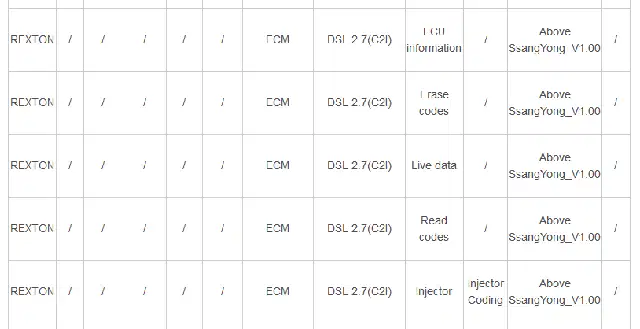 REXTON / / / / / ECM DSL 2.7(C2I) ECU information / Above SsangYong_V1.00 /
REXTON / / / / / ECM DSL 2.7(C2I) Erase codes / Above SsangYong_V1.00 /
REXTON / / / / / ECM DSL 2.7(C2I) Live data / Above SsangYong_V1.00 /
REXTON / / / / / ECM DSL 2.7(C2I) Read codes / Above SsangYong_V1.00 /
REXTON / / / / / ECM DSL 2.7(C2I) Injector Injector Coding Above SsangYong_V1.00 /